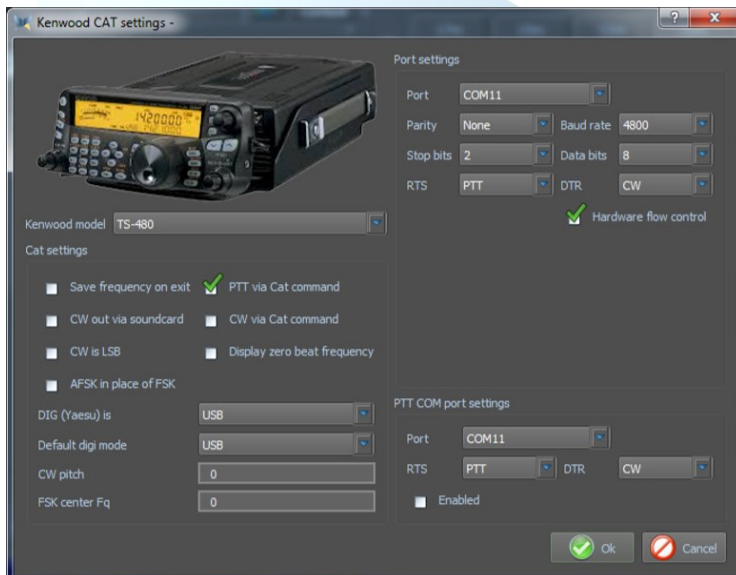 Kenwood CAT settings -
14.200.00
Kenwood model TS-480
Cat settings
Save frequency on exit PTT via Cat command
CW out via soundcard CW via Cat command
CW is LSB Display zero beat frequency
AFSK in place of FSK
DIG (Yaesu) is USB
Default digi mode USB
CW pitch 0
FSK center Fq 0
Port settings
Port COM11
Parity None Baud rate 4800
Stop bits 2 Data bits 8
RTS PTT DTR CW
Hardware flow control
PTT COM port settings
Port COM11
RTS PTT DTR CW
Enabled
Ok Cancel